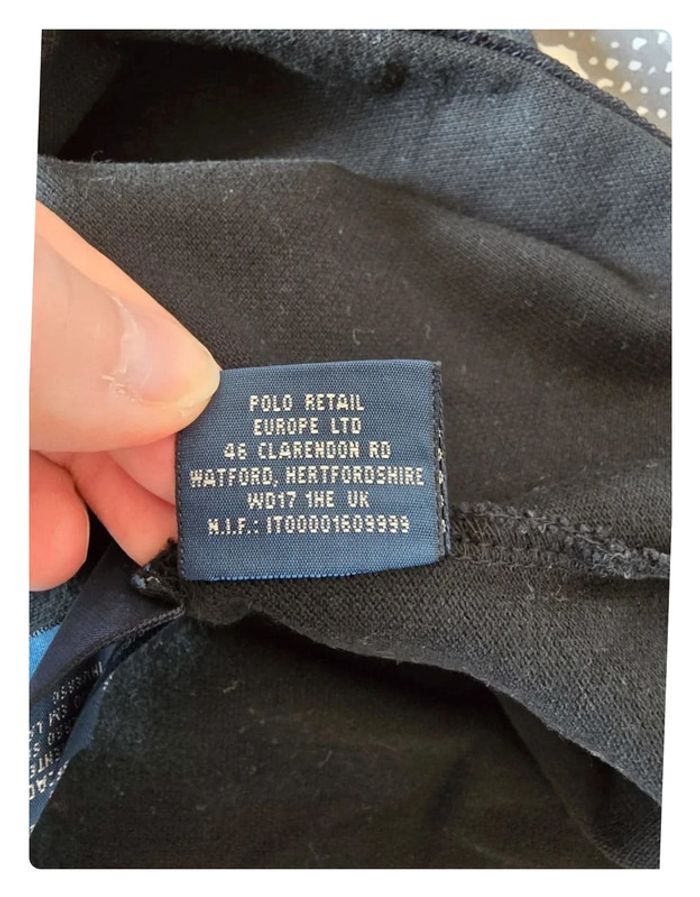 POLO RETAIL
EUROPE LTD
46 CLARENDON RD
WATFORD, HERTFORDSHIRE
WD17 1HE UK
N.I.F.: IT00001609999